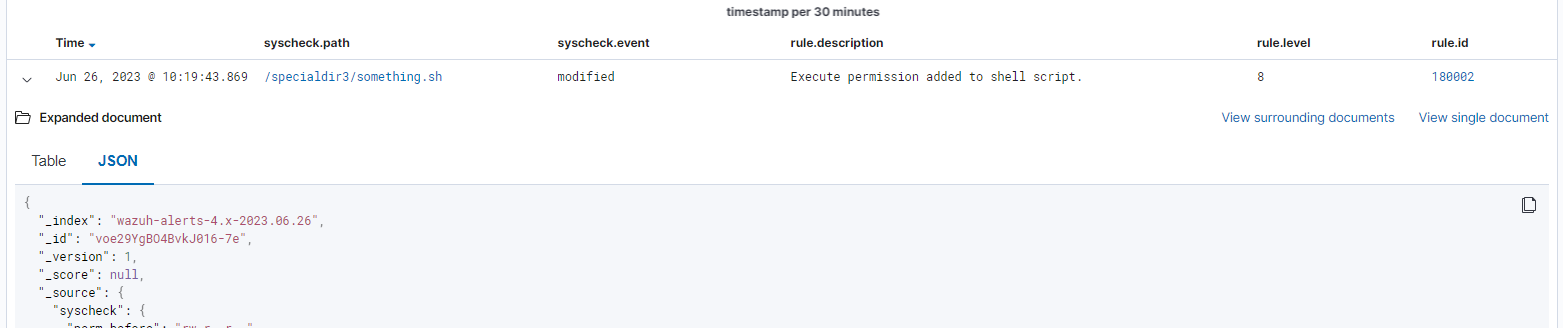 timestamp per 30 minutes
Time syscheck.path syscheck.event rule.description rule.level rule.id
Jun 26, 2023 @ 10:19:43.869 /specialdir3/something.sh modified Execute permission added to shell script. 8 180002
Expanded document View surrounding documents View single document
Table JSON
{
"_index": "wazuh-alerts-4.x-2023.06.26",
"_id": "voe29YgBO4BvkJ016-7e",
"_version": 1,
"_score": null,
"_source": {
"syscheck": {
"perm_before": "rw-r--r--"